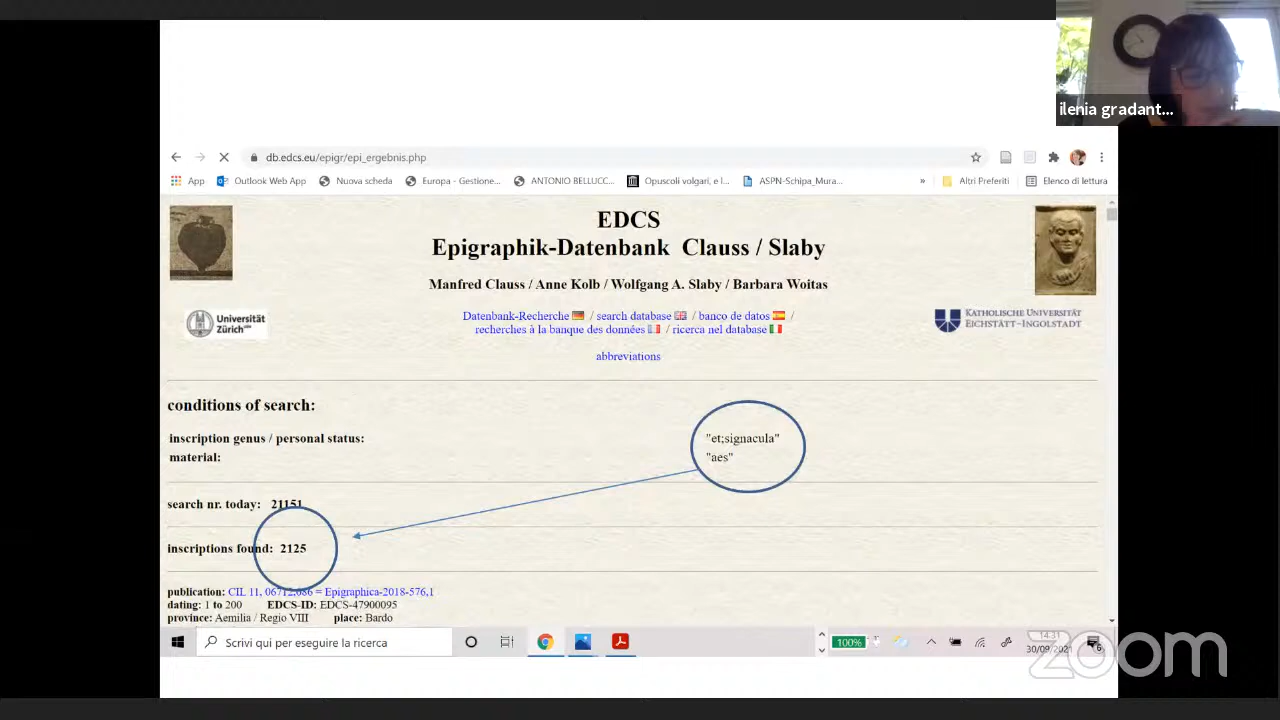 ilenia gradant...
db.edcs.eu/epigr/epi_ergebnis.php
App Outlook Web App Nuova scheda Europa - Gestione... ANTONIO BELLUCC... Opuscoli volgari, e l... ASPN-Schipa_Mura... » Altri Preferiti Elenco di lettura
EDCS
Epigraphik-Datenbank Clauss / Slaby
Manfred Clauss / Anne Kolb / Wolfgang A. Slaby / Barbara Woitas
Universität
Zürich
KATHOLISCHE UNIVERSITÄT
EICHSTÄTT-INGOLSTADT
Datenbank-Recherche / search database / banco de datos /
recherches à la banque des données / ricerca nel database
abbreviations
conditions of search:
inscription genus / personal status: "et;signacula"
material: "aes"
search nr. today: 21151
inscriptions found: 2125
publication: CIL 11, 06712,086 = Epigraphica-2018-576,1
dating: 1 to 200 EDCS-ID: EDCS-47900095
province: Aemilia / Regio VIII place: Bardo
Scrivi qui per eseguire la ricerca
100%
14:31
30/09/2021
6
zoom